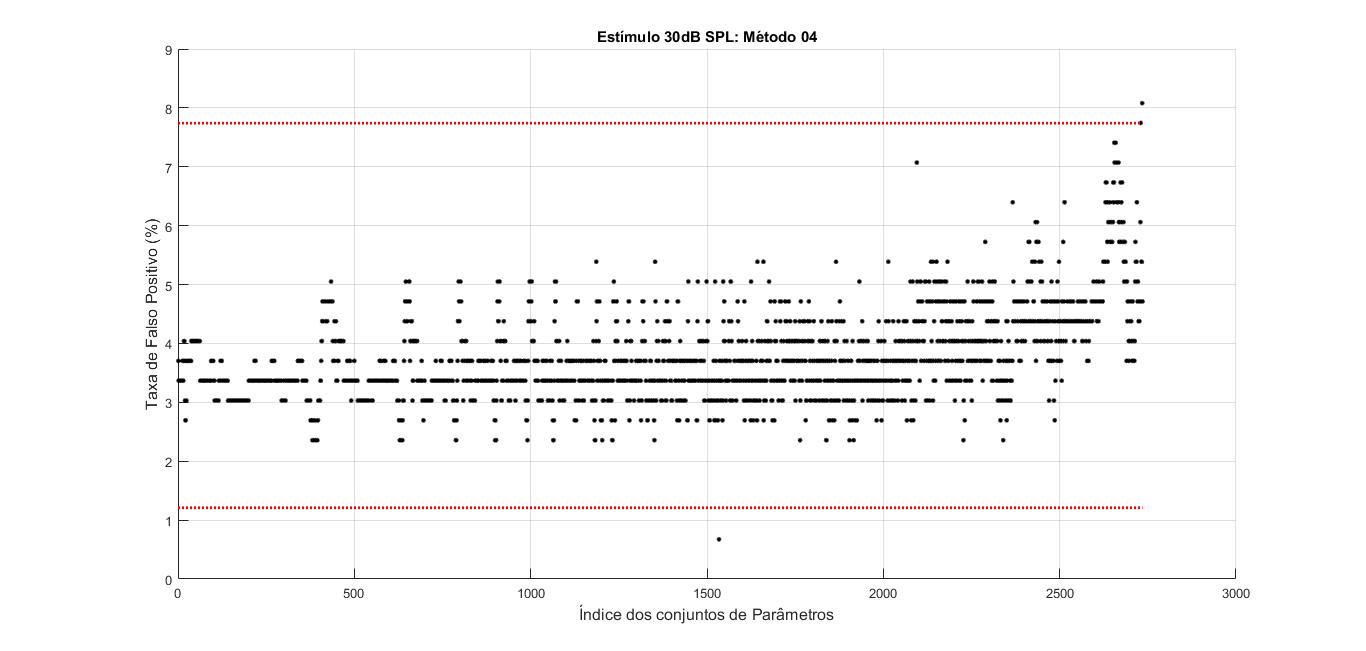 Estímulo 30dB SPL: Método 04
Taxa de Falso Positivo (%)
9
8
7
6
5
4
3
2
1
0
0 500 1000 1500 2000 2500 3000
Índice dos conjuntos de Parâmetros